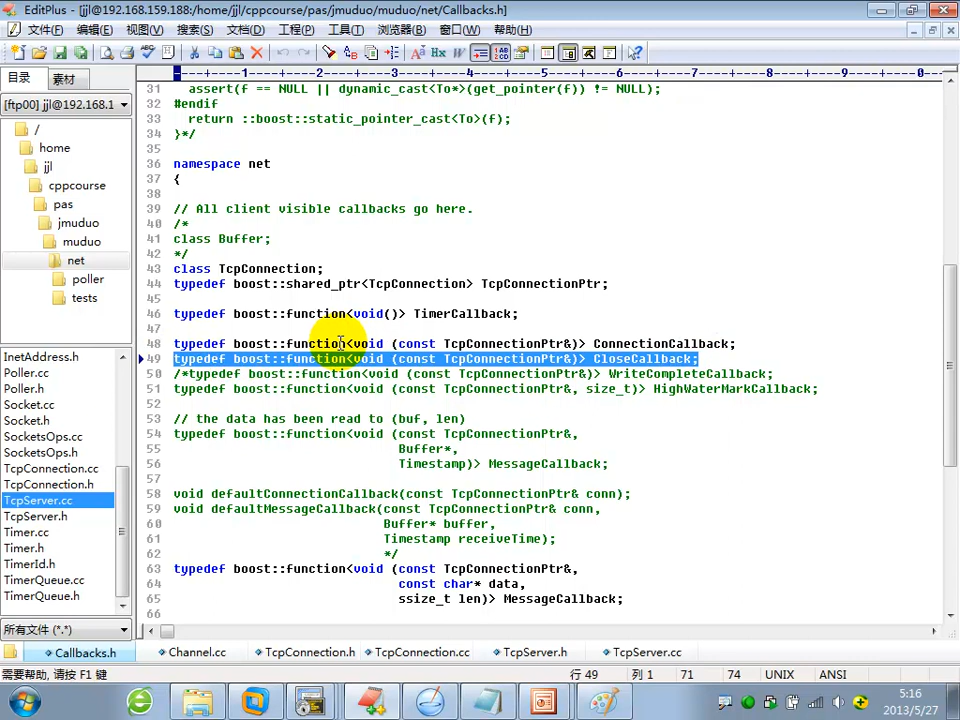 EditPlus - [[jjl@192.168.159.188:/home/jjl/cppcourse/pas/jmuduo/muduo/net/Callbacks.h]
文件(F) 编辑(E) 视图(V) 搜索(S) 文档(D) 工程(P) 工具(T) 浏览器(B) 窗口(W) 帮助(H)
目录 素材
[ftp00] jjl@192.168.1
/
home
jjl
cppcourse
pas
jmuduo
muduo
net
poller
tests
InetAddress.h
Poller.cc
Poller.h
Socket.cc
Socket.h
SocketsOps.cc
SocketsOps.h
TcpConnection.cc
TcpConnection.h
TcpServer.cc
TcpServer.h
Timer.cc
Timer.h
TimerId.h
TimerQueue.cc
TimerQueue.h
所有文件 (*.*)
----+----1----+----2----+----3----+----4----+----5----+----6----+----7----+----8----+----9----+----0----
31 assert(f == NULL || dynamic_cast<To*>(get_pointer(f)) != NULL);
32 #endif
33 return ::boost::static_pointer_cast<To>(f);
34 }*/
35
36 namespace net
37 {
38
39 // All client visible callbacks go here.
40 /*
41 class Buffer;
42 */
43 class TcpConnection;
44 typedef boost::shared_ptr<TcpConnection> TcpConnectionPtr;
45
46 typedef boost::function<void()> TimerCallback;
47
48 typedef boost::function<void (const TcpConnectionPtr&)> ConnectionCallback;
49 typedef boost::function<void (const TcpConnectionPtr&)> CloseCallback;
50 /*typedef boost::function<void (const TcpConnectionPtr&)> WriteCompleteCallback;
51 typedef boost::function<void (const TcpConnectionPtr&, size_t)> HighWaterMarkCallback;
52
53 // the data has been read to (buf, len)
54 typedef boost::function<void (const TcpConnectionPtr&,
55 Buffer*,
56 Timestamp)> MessageCallback;
57
58 void defaultConnectionCallback(const TcpConnectionPtr& conn);
59 void defaultMessageCallback(const TcpConnectionPtr& conn,
60 Buffer* buffer,
61 Timestamp receiveTime);
62 */
63 typedef boost::function<void (const TcpConnectionPtr&,
64 const char* data,
65 ssize_t len)> MessageCallback;
66
Callbacks.h Channel.cc TcpConnection.h TcpConnection.cc TcpServer.h TcpServer.cc
需要帮助, 请按 F1 键 行 49 列 1 71 74 UNIX ANSI
5:16
2013/5/27